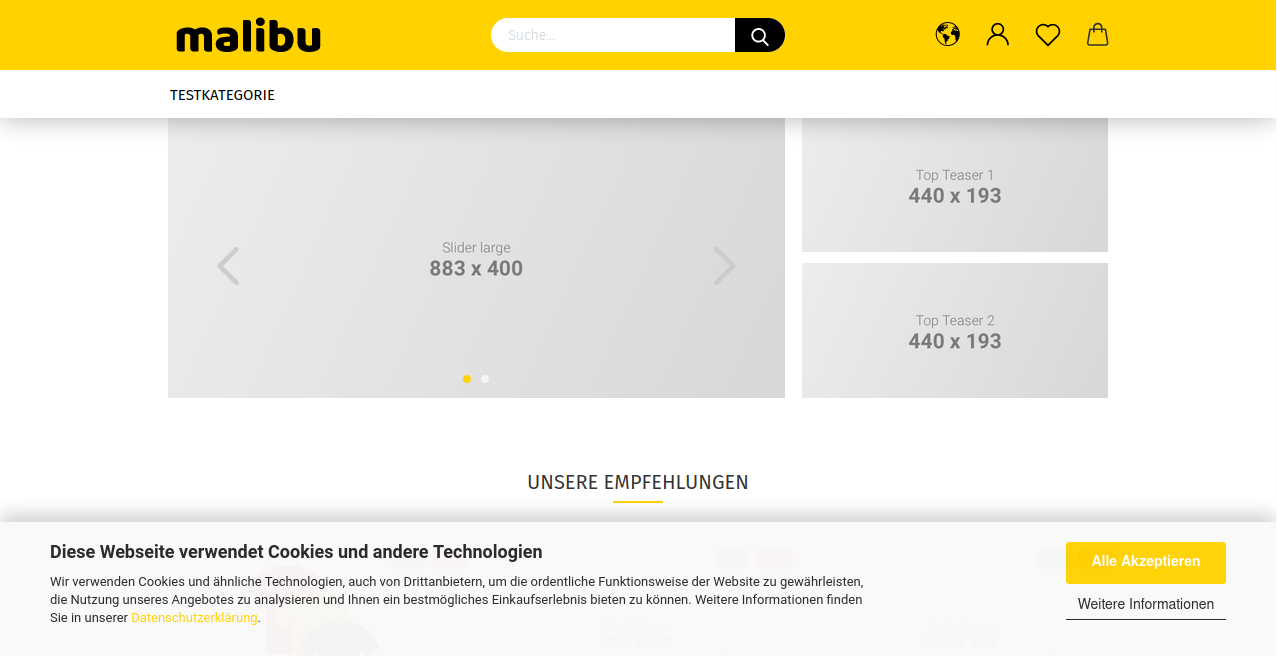 malibu
Suche...
TESTKATEGORIE
Slider large
883 x 400
Top Teaser 1
440 x 193
Top Teaser 2
440 x 193
UNSERE EMPFEHLUNGEN
Diese Webseite verwendet Cookies und andere Technologien
Wir verwenden Cookies und ähnliche Technologien, auch von Drittanbietern, um die ordentliche Funktionsweise der Website zu gewährleisten,
die Nutzung unseres Angebotes zu analysieren und Ihnen ein bestmögliches Einkaufserlebnis bieten zu können. Weitere Informationen finden
Sie in unserer Datenschutzerklärung.
Alle Akzeptieren
Weitere Informationen